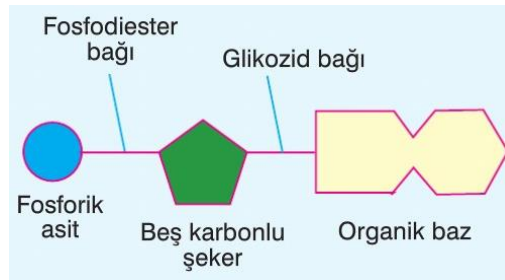 Fosfodiester
bağı
Glikozid bağı
Fosforik
asit
Beş karbonlu
şeker
Organik baz